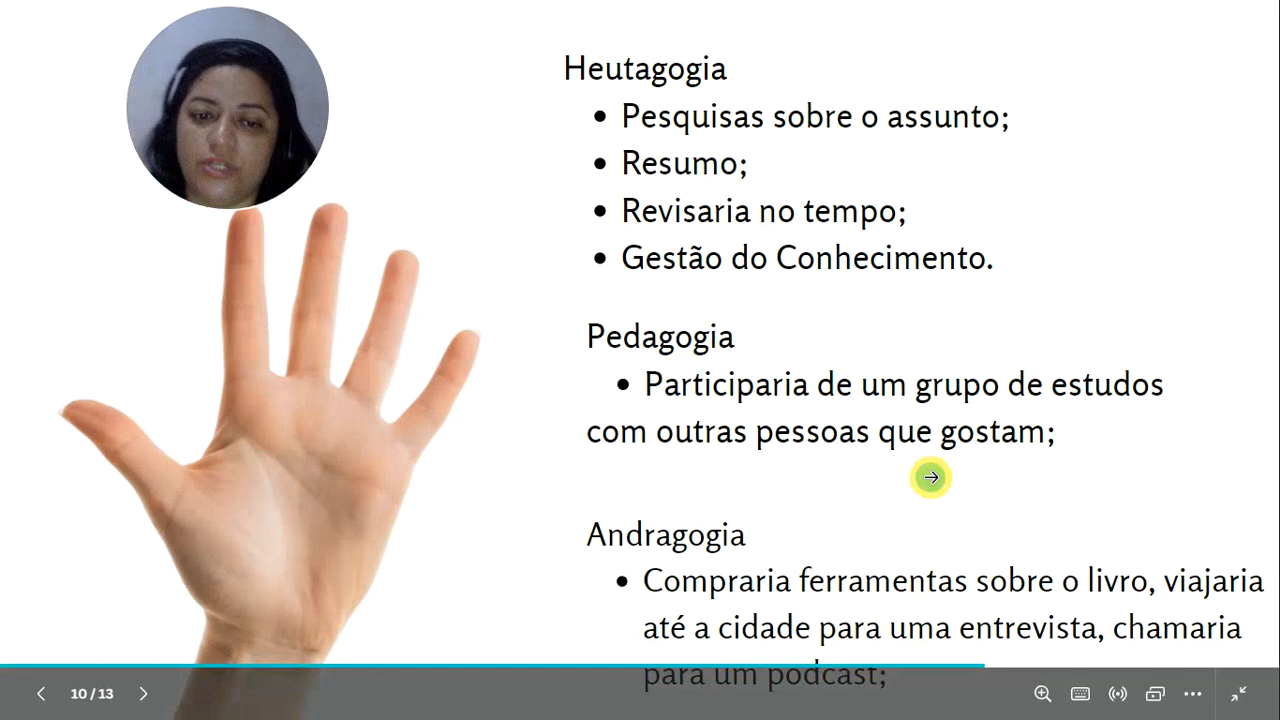 Heutagogia
• Pesquisas sobre o assunto;
• Resumo;
• Revisaria no tempo;
• Gestão do Conhecimento.
Pedagogia
• Participaria de um grupo de estudos
com outras pessoas que gostam;
Andragogia
• Compraria ferramentas sobre o livro, viajaria
até a cidade para uma entrevista, chamaria
para um podcast;
10 / 13